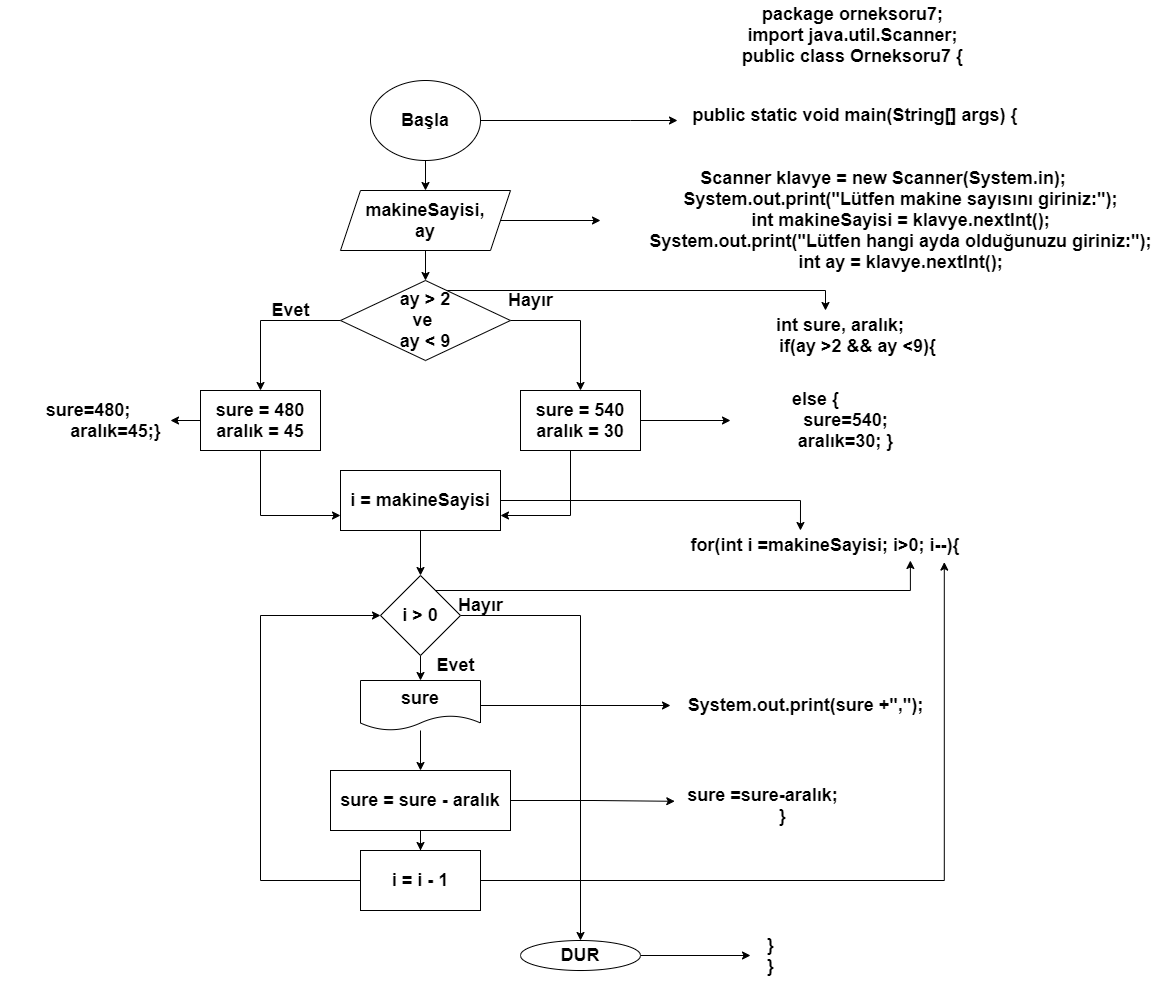 package orneksoru7;
import java.util.Scanner;
public class Orneksoru7 {
Başla
public static void main(String[] args) {
makineSayisi,
ay
Scanner klavye = new Scanner(System.in);
System.out.print("Lütfen makine sayısını giriniz:");
int makineSayisi = klavye.nextInt();
System.out.print("Lütfen hangi ayda olduğunuzu giriniz:");
int ay = klavye.nextInt();
Evet
ay > 2
ve
ay < 9
Hayır
int sure, aralık;
if(ay >2 && ay <9){
sure=480;
aralık=45;}
sure = 480
aralık = 45
sure = 540
aralık = 30
else {
sure=540;
aralık=30; }
i = makineSayisi
for(int i =makineSayisi; i>0; i--){
i > 0
Hayır
Evet
sure
System.out.print(sure +",");
sure = sure - aralık
sure =sure-aralık;
}
i = i - 1
DUR
}
}